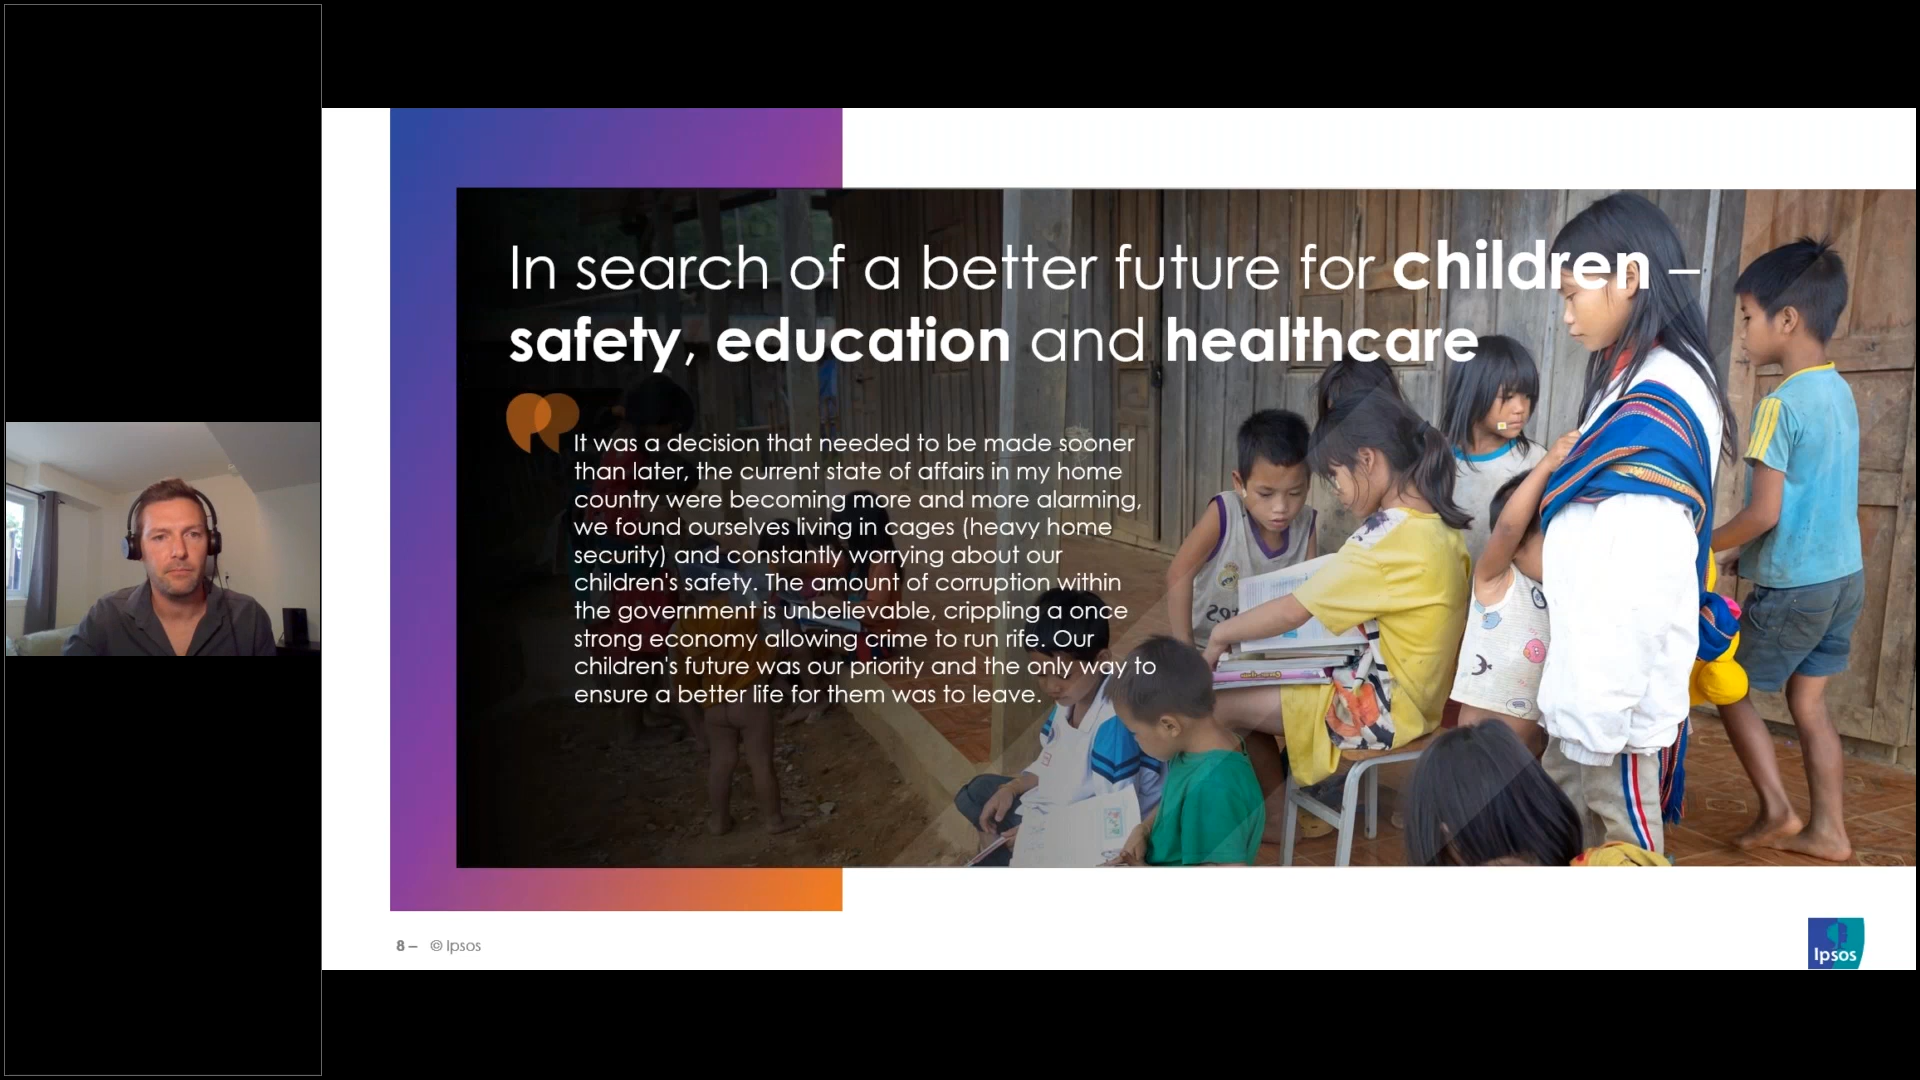 In search of a better future for children –
safety, education and healthcare
It was a decision that needed to be made sooner
than later, the current state of affairs in my home
country were becoming more and more alarming,
we found ourselves living in cages (heavy home
security) and constantly worrying about our
children's safety. The amount of corruption within
the government is unbelievable, crippling a once
strong economy allowing crime to run rife. Our
children's future was our priority and the only way to
ensure a better life for them was to leave.
8 – © Ipsos
Ipsos